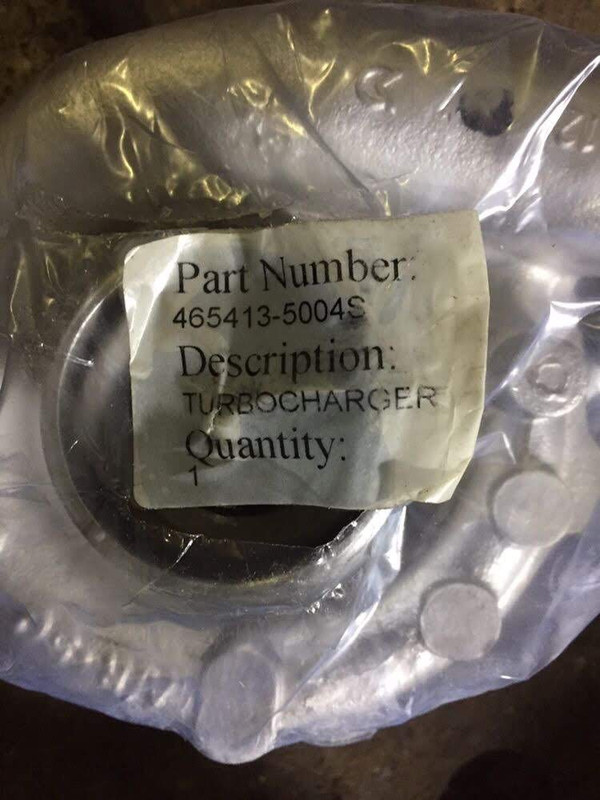 Part Number:
465413-5004S
Description:
TURBOCHARGER
Quantity:
1